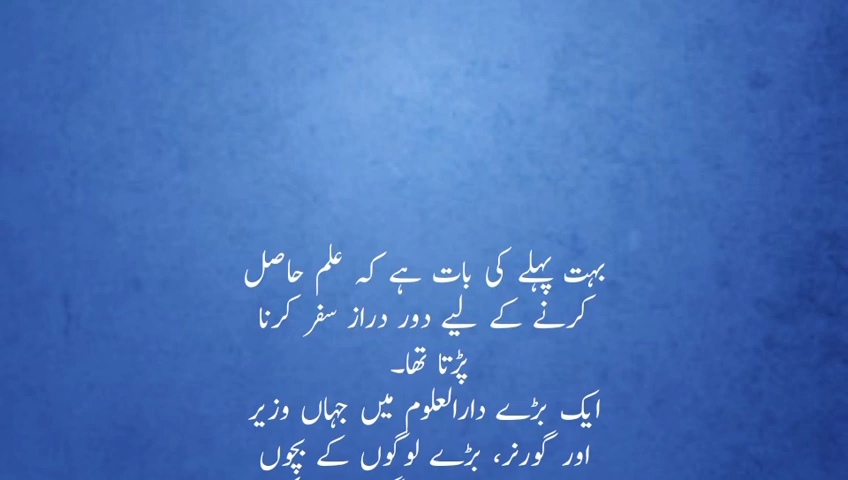 بہت پہلے کی بات ہے کہ علم حاصل
کرنے کے لیے دور دراز سفر کرنا
پڑتا تھا۔
ایک بڑے دارالعلوم میں جہاں وزیر
اور گورنر، بڑے لوگوں کے بچوں